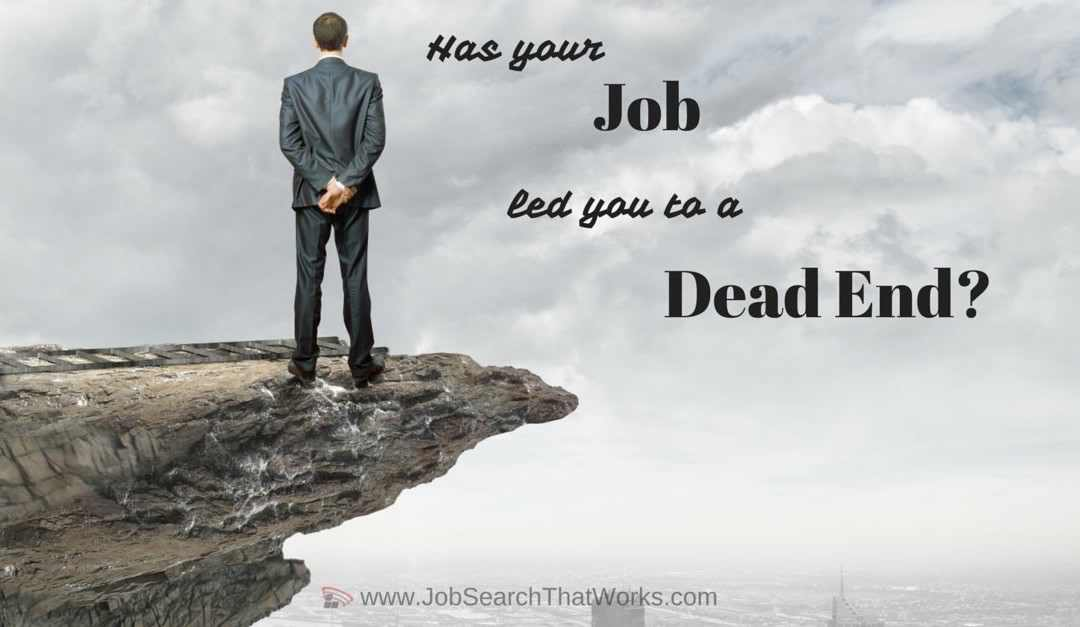 Has your
Job
led you to a
Dead End?
www.JobSearchThatWorks.com